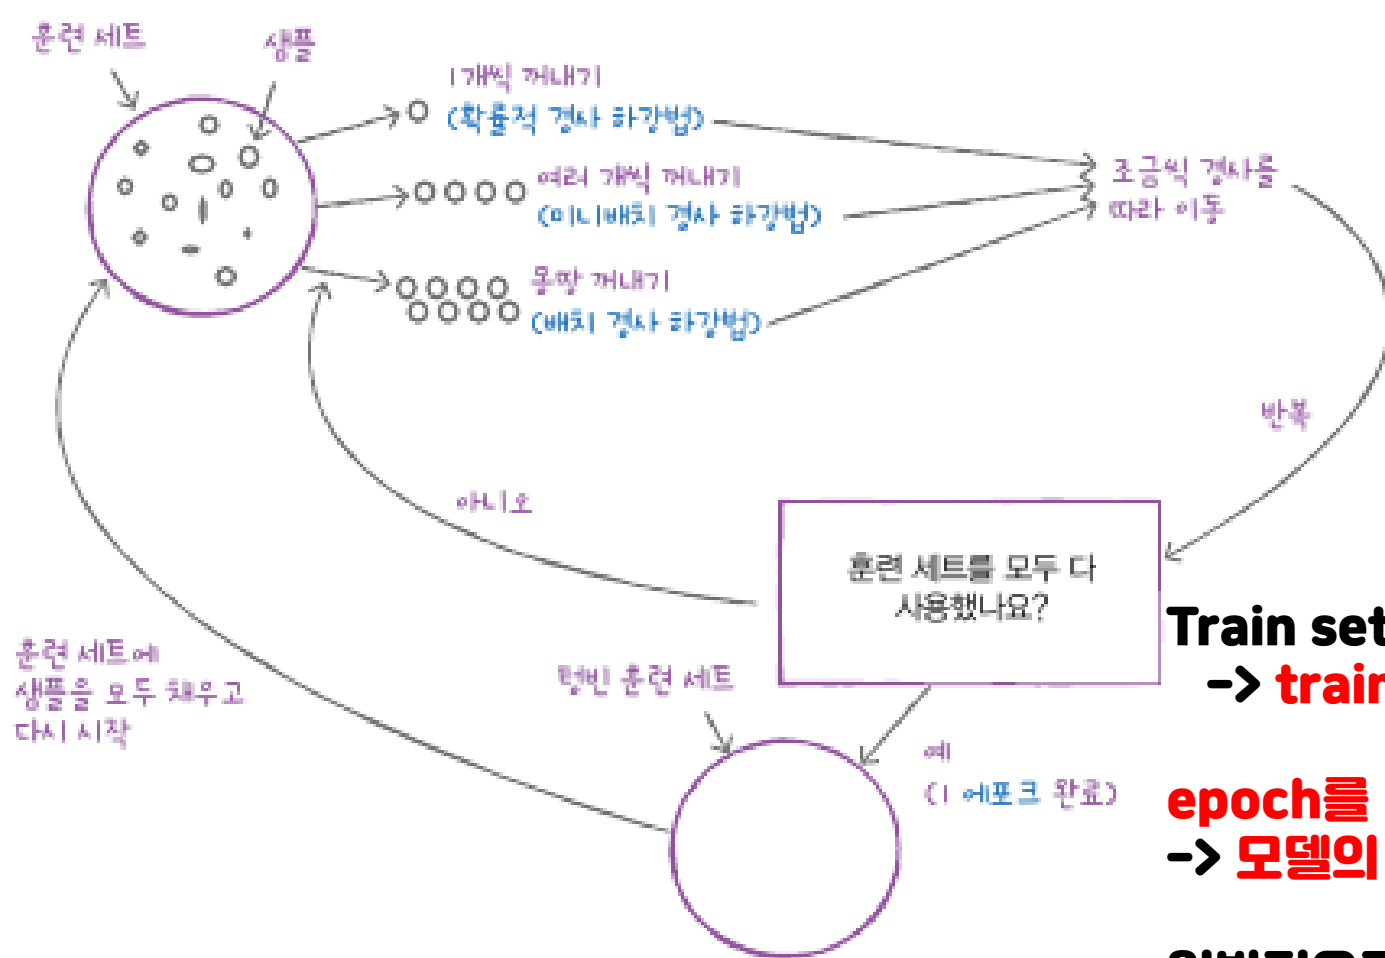 훈련 세트
샘플
1개씩 꺼내기
(확률적 경사 하강법)
여러 개씩 꺼내기
(미니배치 경사 하강법)
몽땅 꺼내기
(배치 경사 하강법)
조금씩 경사를
따라 이동
반복
아니오
훈련 세트를 모두 다
사용했나요?
Train set
-> train
훈련 세트에
샘플을 모두 채우고
다시 시작
텅빈 훈련 세트
예
(1 에포크 완료)
epoch를
-> 모델의